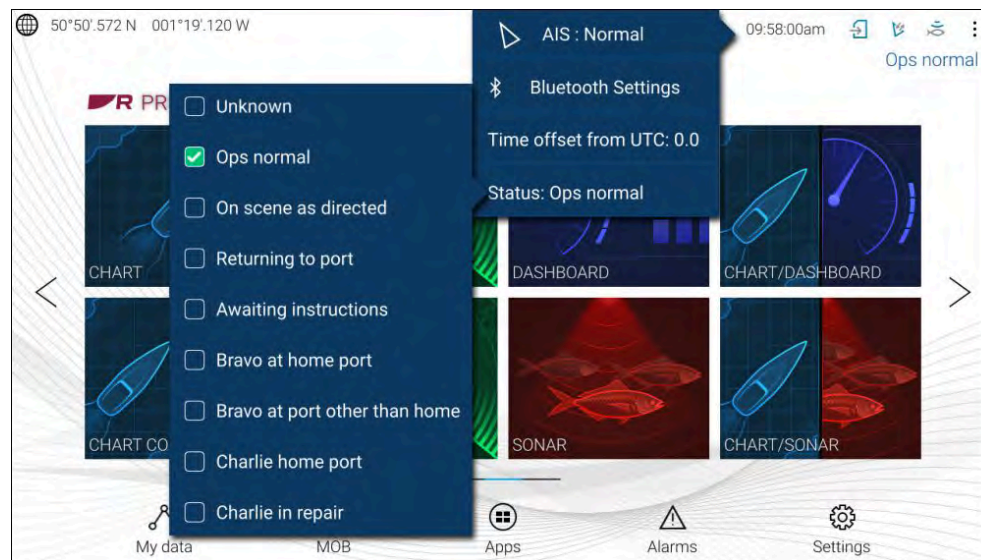 50°50'.572 N 001°19'.120 W
09:58:00am
Ops normal
AIS : Normal
Bluetooth Settings
Time offset from UTC: 0.0
Status: Ops normal
R PR
Unknown
Ops normal
On scene as directed
Returning to port
Awaiting instructions
Bravo at home port
Bravo at port other than home
Charlie home port
Charlie in repair
CHART
DASHBOARD
CHART/DASHBOARD
CHART CO
SONAR
CHART/SONAR
My data
MOB
Apps
Alarms
Settings